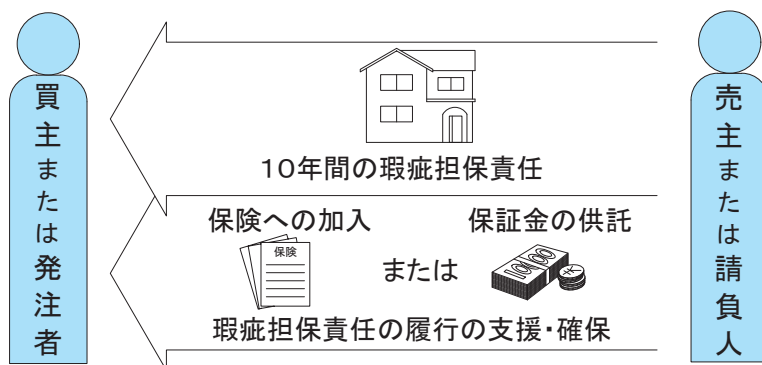 買主または発注者
売主または請負人
10年間の瑕疵担保責任
保険への加入
保証金の供託
保険
または
100
100
瑕疵担保責任の履行の支援・確保